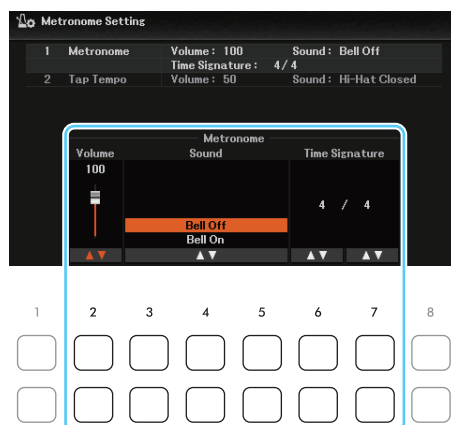 Metronome Setting
1 Metronome Volume : 100 Sound : Bell Off
Time Signature : 4/4
2 Tap Tempo Volume : 50 Sound : Hi-Hat Closed
Metronome
Volume Sound Time Signature
100
4 / 4
Bell Off
Bell On
1 2 3 4 5 6 7 8